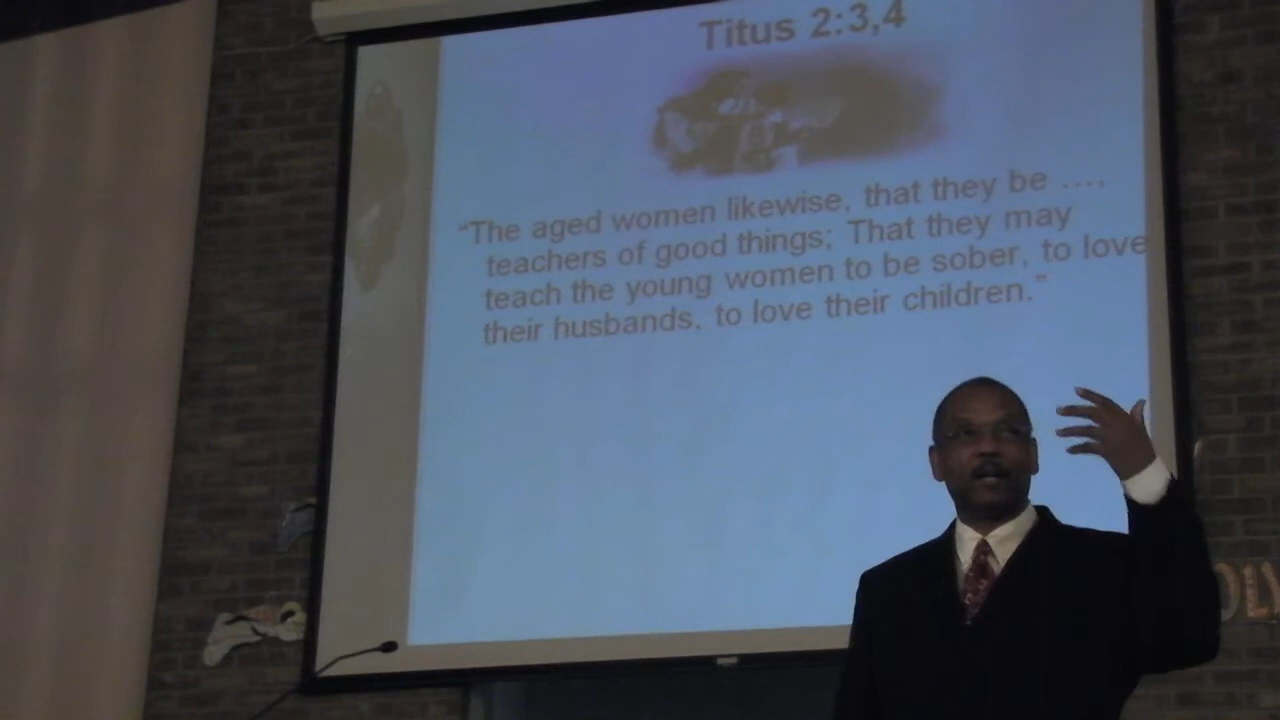 Titus 2:3,4
“The aged women likewise, that they be ...,
teachers of good things; That they may
teach the young women to be sober, to love
their husbands, to love their children.”
OLY